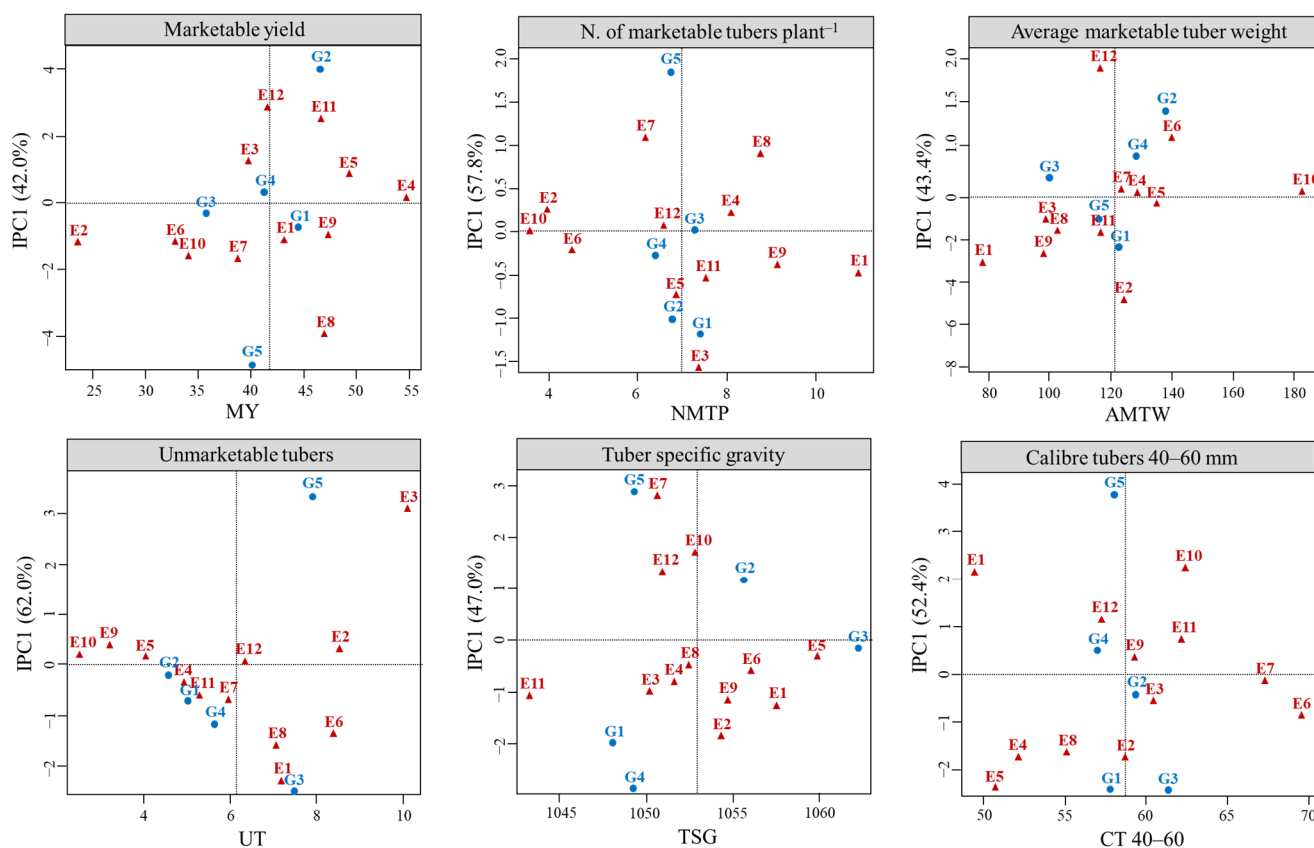 Marketable yield
IPC1 (42.0%)
4
2
0
−2
−4
G2
E12
E11
E3
E5
G4
E4
G3
G1
E2
E6
E10
E7
E1
E9
E8
G5
25 30 35 40 45 50 55
MY
N. of marketable tubers plant⁻¹
IPC1 (57.8%)
2.0
1.5
1.0
0.5
0.0
−0.5
−1.0
−1.5
G5
E7
E8
E2
E4
E10
E12
G3
E6
G4
E9
E1
E5
E11
G2
G1
E3
4 6 8 10
NMTP
Average marketable tuber weight
IPC1 (43.4%)
2.0
1.5
1.0
0
−2
−4
−6
−8
E12
G2
E6
G4
G3
E7
E4
E10
E5
E3
G5
E8
E11
G1
E9
E1
E2
80 100 120 140 160 180
AMTW
Unmarketable tubers
IPC1 (62.0%)
3
2
1
0
−1
−2
G5
E3
E10
E9
E5
E12
E2
G2
E4
E11
G1
E7
G4
E8
E6
E1
G3
4 6 8 10
UT
Tuber specific gravity
IPC1 (47.0%)
3
2
1
0
−1
−2
G5
E7
E10
E12
G2
G3
E5
E8
E6
E4
E3
E11
E9
E1
E2
G1
G4
1045 1050 1055 1060
TSG
Calibre tubers 40–60 mm
IPC1 (52.4%)
4
3
2
1
0
−1
−2
G5
E1
E10
E12
E11
G4
E9
E7
G2
E3
E6
E4
E8
E2
E5
G1
G3
50 55 60 65 70
CT 40–60